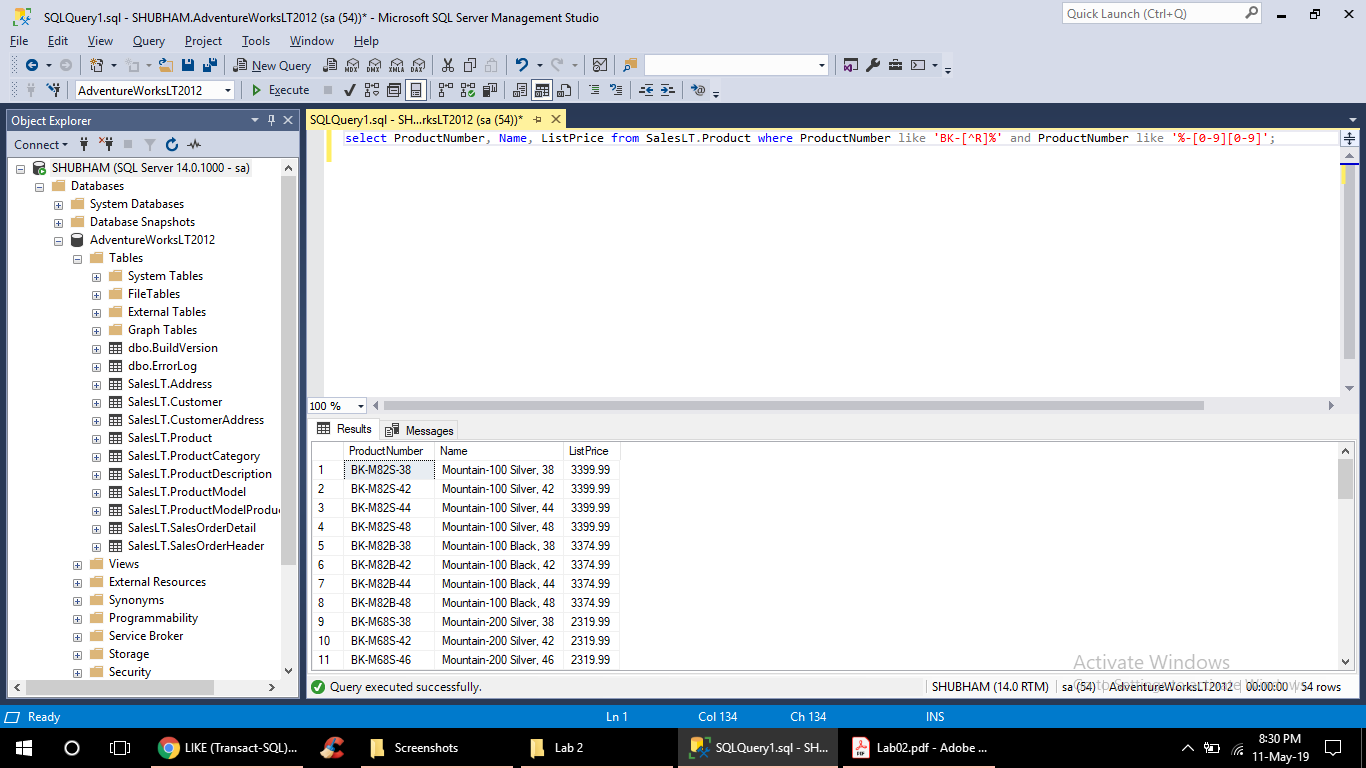 SQLQuery1.sql - SHUBHAM.AdventureWorksLT2012 (sa (54))* - Microsoft SQL Server Management Studio
Quick Launch (Ctrl+Q)
File Edit View Query Project Tools Window Help
New Query MDX DMX XMLA DAX
AdventureWorksLT2012 Execute
Object Explorer
SQLQuery1.sql - SH...rksLT2012 (sa (54))*
Connect
select ProductNumber, Name, ListPrice from SalesLT.Product where ProductNumber like 'BK-[^R]%' and ProductNumber like '%-[0-9][0-9]';
SHUBHAM (SQL Server 14.0.1000 - sa)
Databases
System Databases
Database Snapshots
AdventureWorksLT2012
Tables
System Tables
FileTables
External Tables
Graph Tables
dbo.BuildVersion
dbo.ErrorLog
SalesLT.Address
SalesLT.Customer
SalesLT.CustomerAddress
SalesLT.Product
SalesLT.ProductCategory
SalesLT.ProductDescription
SalesLT.ProductModel
SalesLT.ProductModelProdu
SalesLT.SalesOrderDetail
SalesLT.SalesOrderHeader
Views
External Resources
Synonyms
Programmability
Service Broker
Storage
Security
100 %
Results Messages
ProductNumber Name ListPrice
1 BK-M82S-38 Mountain-100 Silver, 38 3399.99
2 BK-M82S-42 Mountain-100 Silver, 42 3399.99
3 BK-M82S-44 Mountain-100 Silver, 44 3399.99
4 BK-M82S-48 Mountain-100 Silver, 48 3399.99
5 BK-M82B-38 Mountain-100 Black, 38 3374.99
6 BK-M82B-42 Mountain-100 Black, 42 3374.99
7 BK-M82B-44 Mountain-100 Black, 44 3374.99
8 BK-M82B-48 Mountain-100 Black, 48 3374.99
9 BK-M68S-38 Mountain-200 Silver, 38 2319.99
10 BK-M68S-42 Mountain-200 Silver, 42 2319.99
11 BK-M68S-46 Mountain-200 Silver, 46 2319.99
Activate Windows
Query executed successfully. SHUBHAM (14.0 RTM) sa (54) AdventureWorksLT2012 00:00:00 54 rows
Ready Ln 1 Col 134 Ch 134 INS
LIKE (Transact-SQL)... Screenshots Lab 2 SQLQuery1.sql - SH... Lab02.pdf - Adobe ...
8:30 PM
11-May-19